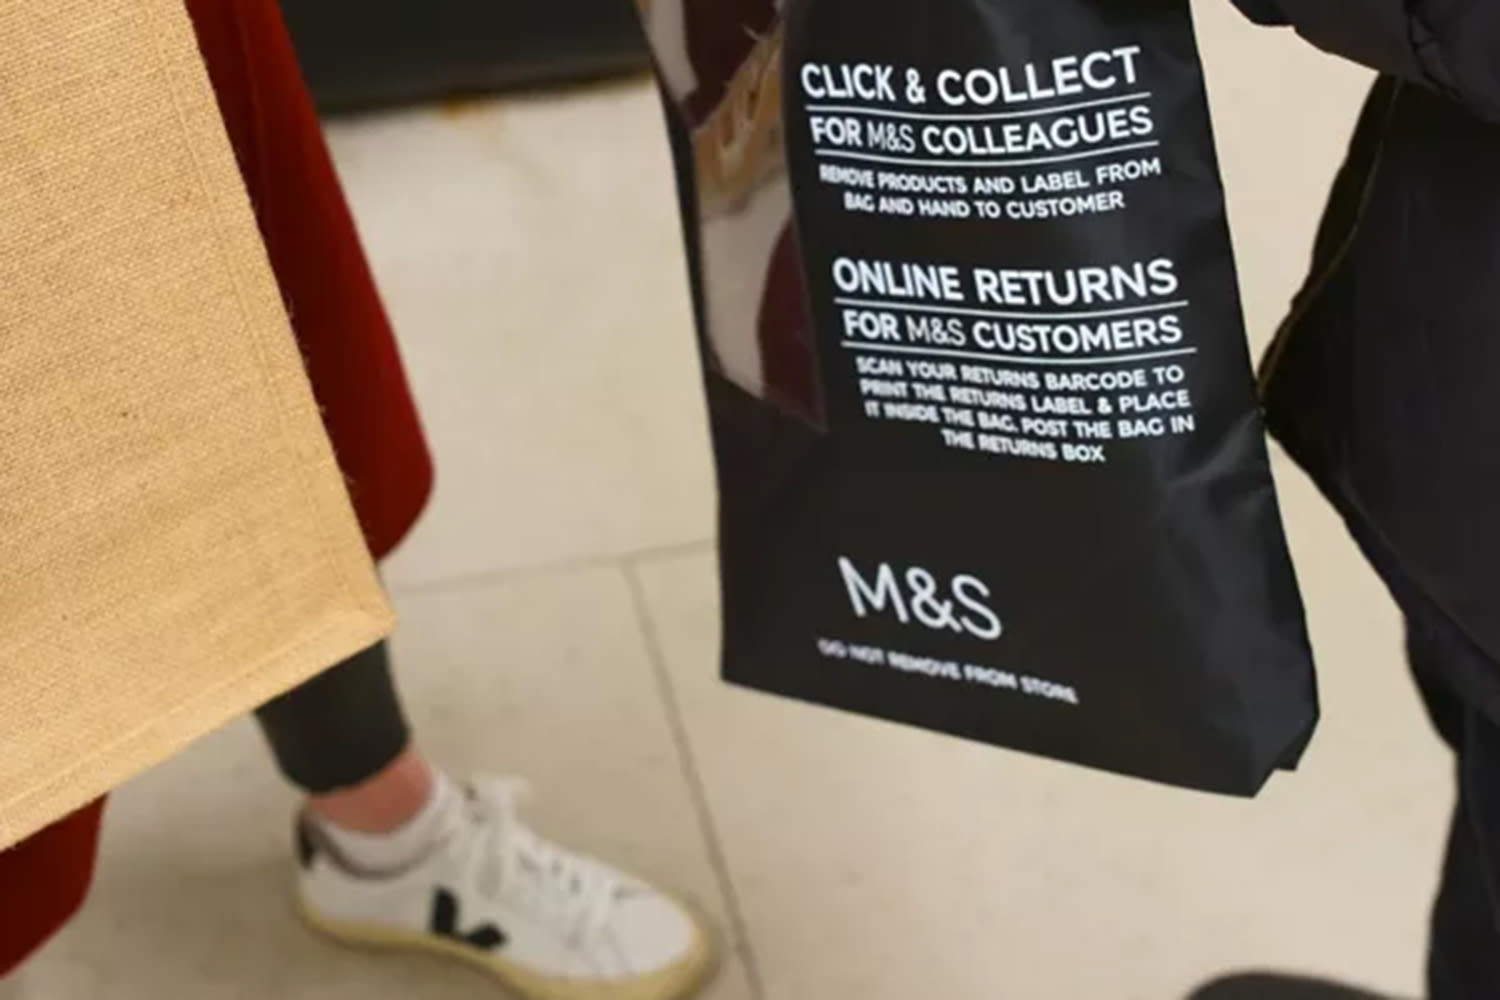 CLICK & COLLECT
FOR M&S COLLEAGUES
REMOVE PRODUCTS AND LABEL FROM
BAG AND HAND TO CUSTOMER
ONLINE RETURNS
FOR M&S CUSTOMERS
SCAN YOUR RETURNS BARCODE TO
PRINT THE RETURNS LABEL & PLACE
IT INSIDE THE BAG. POST THE BAG IN
THE RETURNS BOX
M&S
DO NOT REMOVE FROM STORE